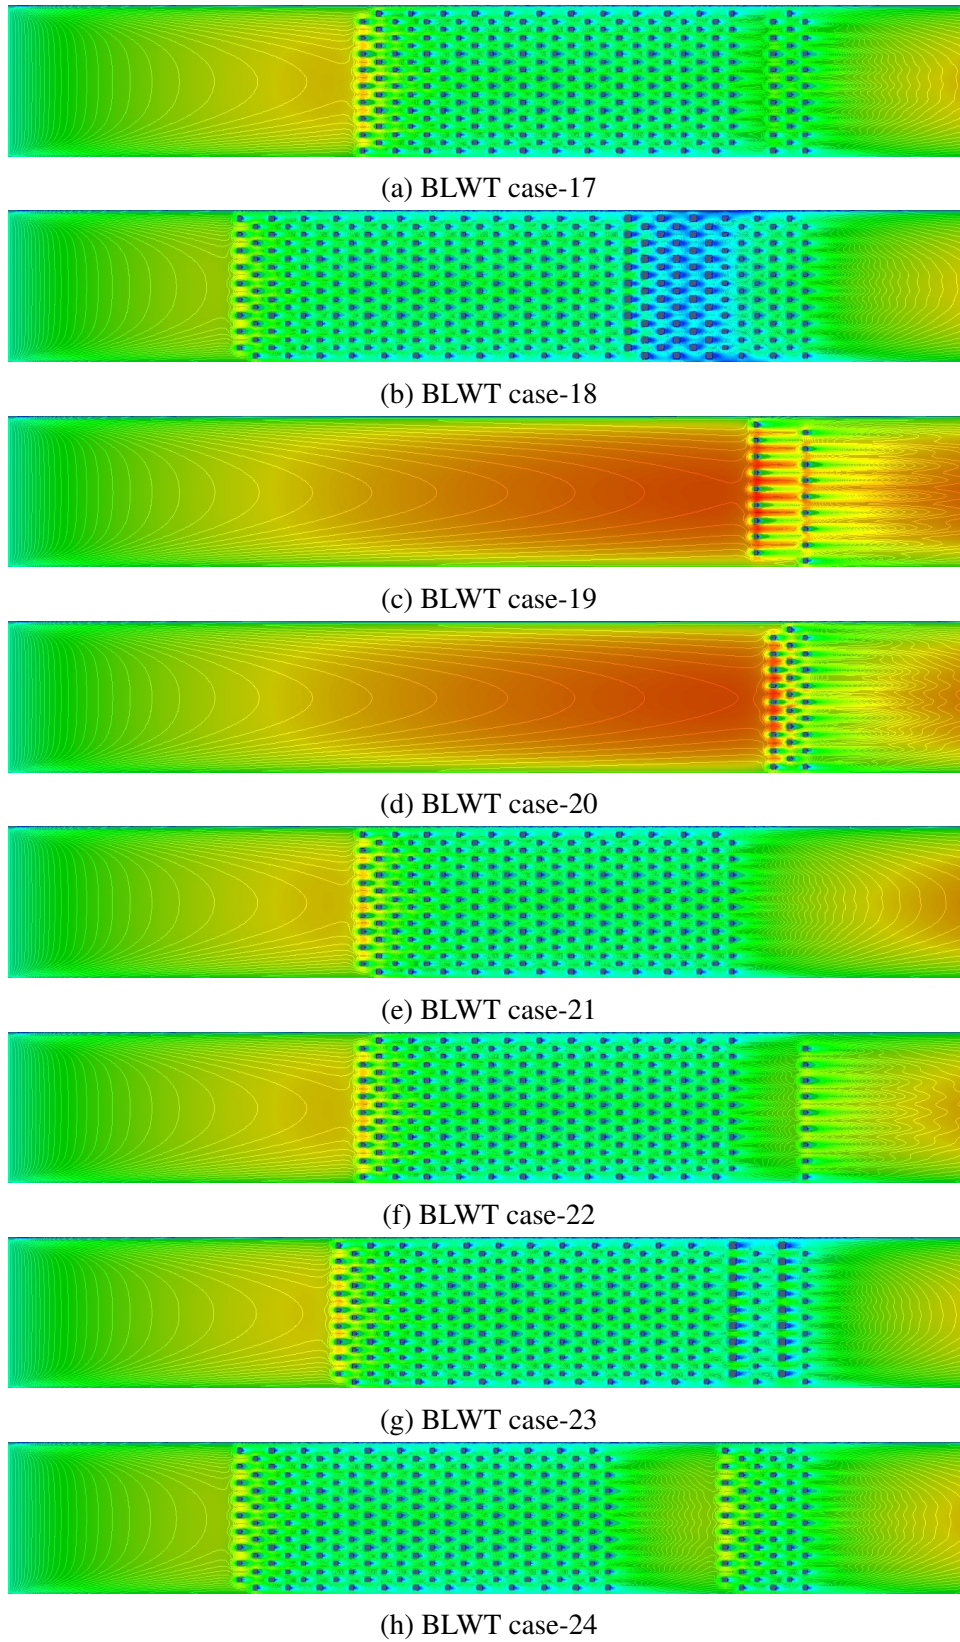 (a) BLWT case-17
(b) BLWT case-18
(c) BLWT case-19
(d) BLWT case-20
(e) BLWT case-21
(f) BLWT case-22
(g) BLWT case-23
(h) BLWT case-24